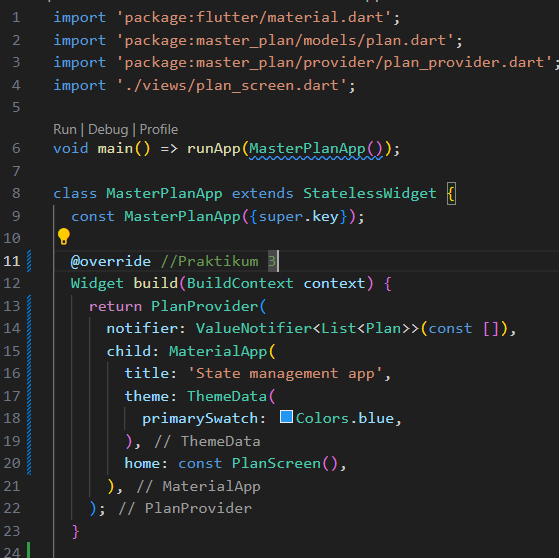 1 import 'package:flutter/material.dart';
2 import 'package:master_plan/models/plan.dart';
3 import 'package:master_plan/provider/plan_provider.dart';
4 import './views/plan_screen.dart';
5
Run | Debug | Profile
6 void main() => runApp(MasterPlanApp());
7
8 class MasterPlanApp extends StatelessWidget {
9   const MasterPlanApp({super.key});
10
11   @override //Praktikum 3
12   Widget build(BuildContext context) {
13     return PlanProvider(
14       notifier: ValueNotifier<List<Plan>>(const []),
15       child: MaterialApp(
16         title: 'State management app',
17         theme: ThemeData(
18           primarySwatch: Colors.blue,
19         ), // ThemeData
20         home: const PlanScreen(),
21       ), // MaterialApp
22     ); // PlanProvider
23   }
24